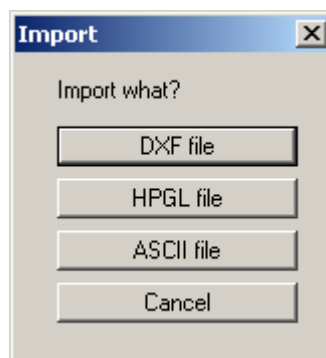 Import
Import what?
DXF file
HPGL file
ASCII file
Cancel